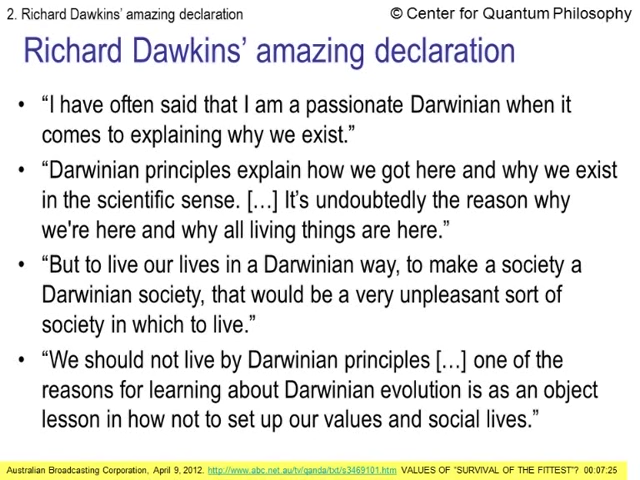 2. Richard Dawkins' amazing declaration
© Center for Quantum Philosophy
Richard Dawkins' amazing declaration
• “I have often said that I am a passionate Darwinian when it
comes to explaining why we exist.”
• “Darwinian principles explain how we got here and why we exist
in the scientific sense. […] It's undoubtedly the reason why
we're here and why all living things are here.”
• “But to live our lives in a Darwinian way, to make a society a
Darwinian society, that would be a very unpleasant sort of
society in which to live.”
• “We should not live by Darwinian principles […] one of the
reasons for learning about Darwinian evolution is as an object
lesson in how not to set up our values and social lives.”
Australian Broadcasting Corporation, April 9, 2012. http://www.abc.net.au/tv/qanda/txt/s3469101.htm VALUES OF “SURVIVAL OF THE FITTEST”? 00:07:25